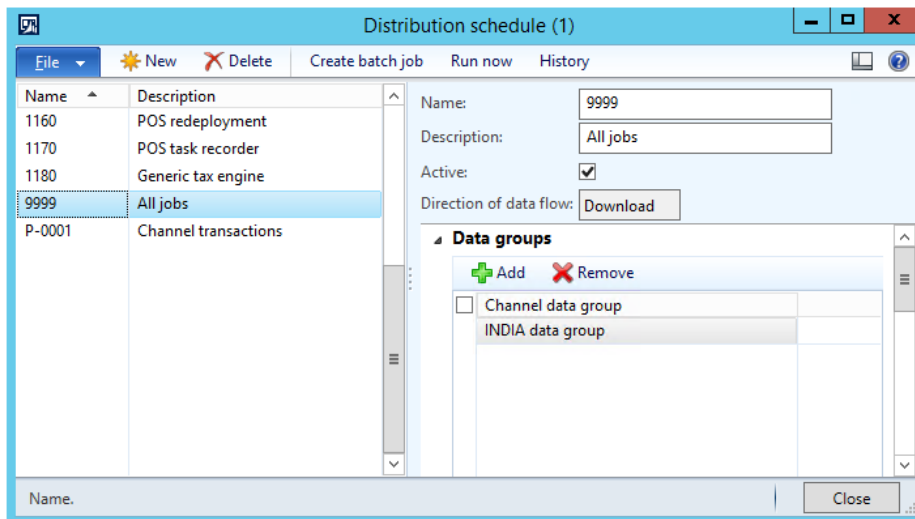 Distribution schedule (1)
File New Delete Create batch job Run now History
Name Description
1160 POS redeployment
1170 POS task recorder
1180 Generic tax engine
9999 All jobs
P-0001 Channel transactions
Name: 9999
Description: All jobs
Active:
Direction of data flow: Download
Data groups
Add Remove
Channel data group
INDIA data group
Name.
Close